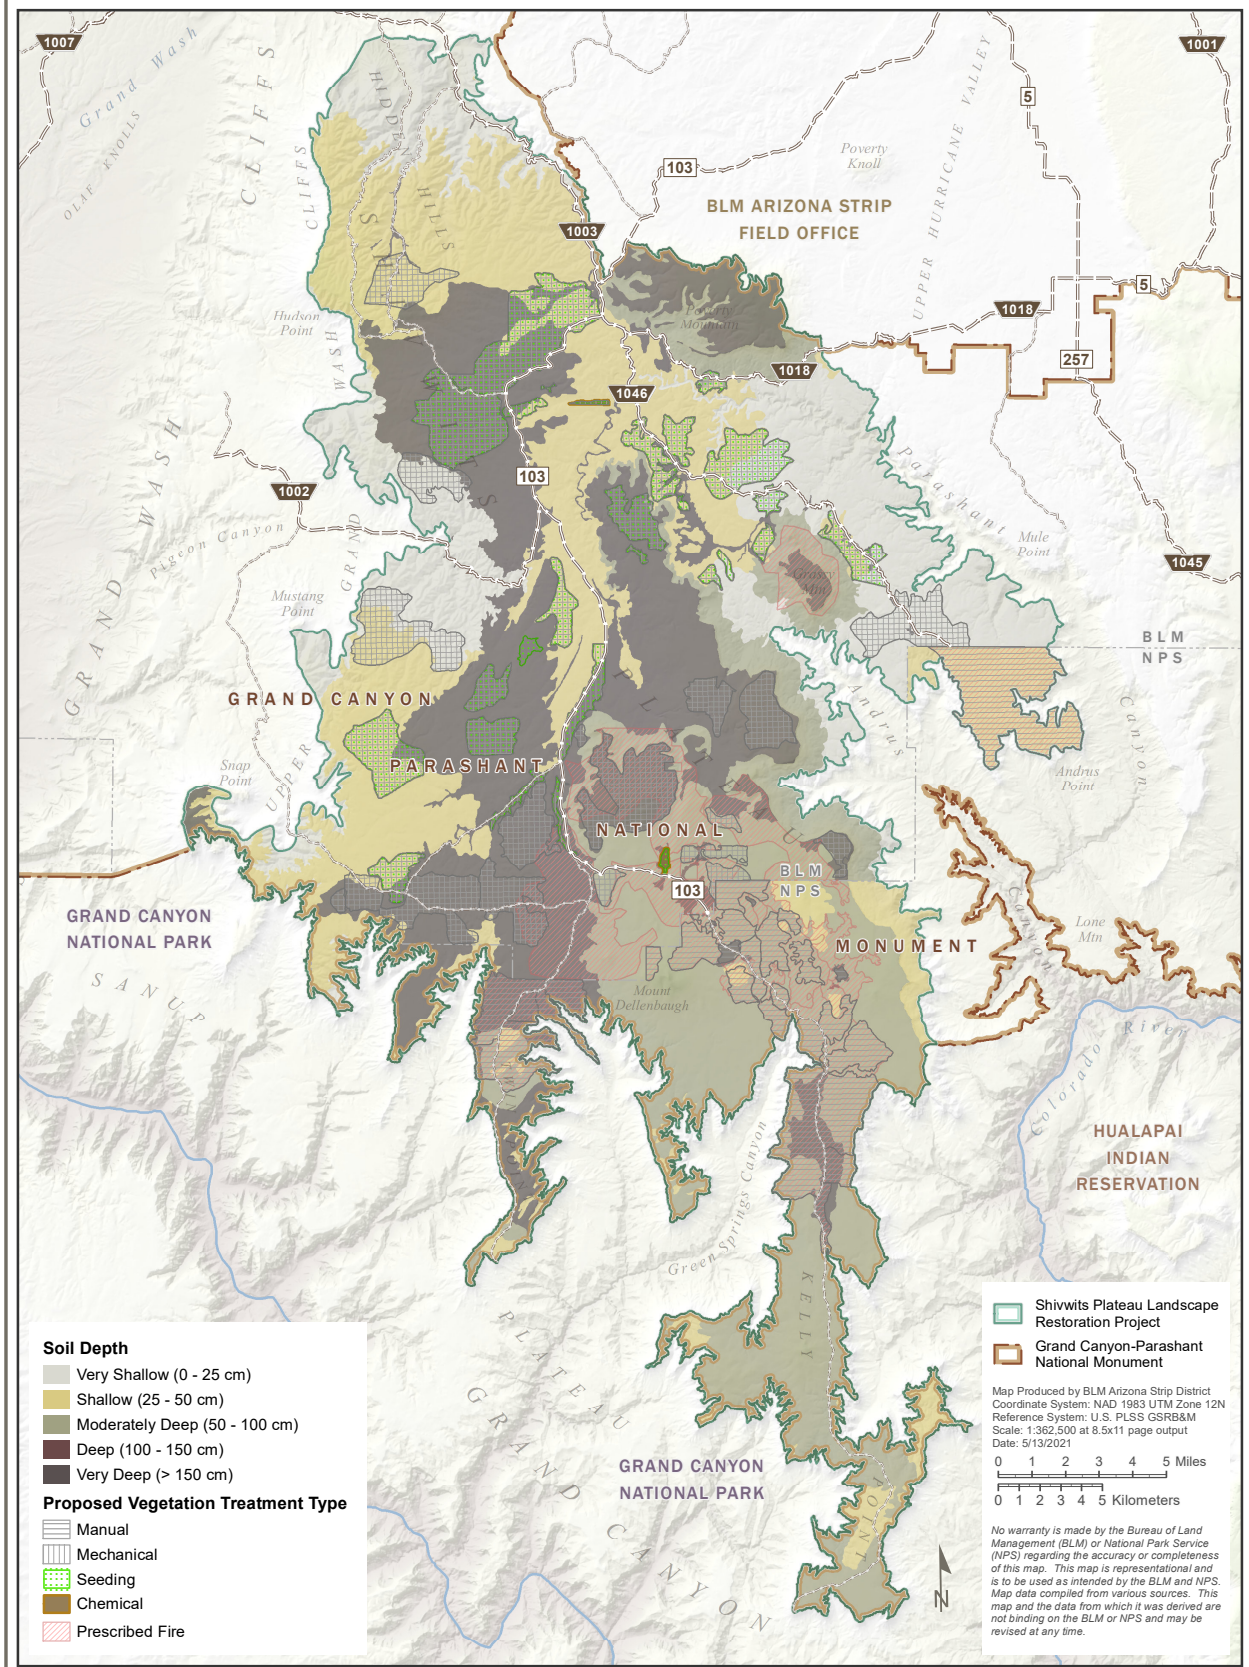 1007
1001
Grand Wash
OLAF KNOLLS
CLIFFS
CLIFFS
HIDDEN
HILLS
5
103
Poverty
Knoll
UPPER HURRICANE VALLEY
BLM ARIZONA STRIP
FIELD OFFICE
1003
5
1018
Hudson
Point
Poverty
Mountain
257
WASH
1018
1046
GRAND WASH
103
1002
Parashant
Pigeon Canyon
GRAND
Mule
Point
1045
Grassy
Mtn
Mustang
Point
BLM
NPS
GRAND CANYON
Andrus
Canyon
PARASHANT
Snap
Point
UPPER
Andrus
Point
NATIONAL
BLM
NPS
103
GRAND CANYON
NATIONAL PARK
Canyon
Lone
Mtn
MONUMENT
SANUP
Mount
Dellenbaugh
Colorado River
HUALAPAI
INDIAN
RESERVATION
Green Springs Canyon
KELLY
PLATEAU
GRAND CANYON
GRAND CANYON
NATIONAL PARK
POINT
N
Soil Depth
Very Shallow (0 - 25 cm)
Shallow (25 - 50 cm)
Moderately Deep (50 - 100 cm)
Deep (100 - 150 cm)
Very Deep (> 150 cm)
Proposed Vegetation Treatment Type
Manual
Mechanical
Seeding
Chemical
Prescribed Fire
Shivwits Plateau Landscape
Restoration Project
Grand Canyon-Parashant
National Monument
Map Produced by BLM Arizona Strip District
Coordinate System: NAD 1983 UTM Zone 12N
Reference System: U.S. PLSS GSRB&M
Scale: 1:362,500 at 8.5x11 page output
Date: 5/13/2021
0 1 2 3 4 5 Miles
0 1 2 3 4 5 Kilometers
No warranty is made by the Bureau of Land
Management (BLM) or National Park Service
(NPS) regarding the accuracy or completeness
of this map. This map is representational and
is to be used as intended by the BLM and NPS.
Map data compiled from various sources. This
map and the data from which it was derived are
not binding on the BLM or NPS and may be
revised at any time.